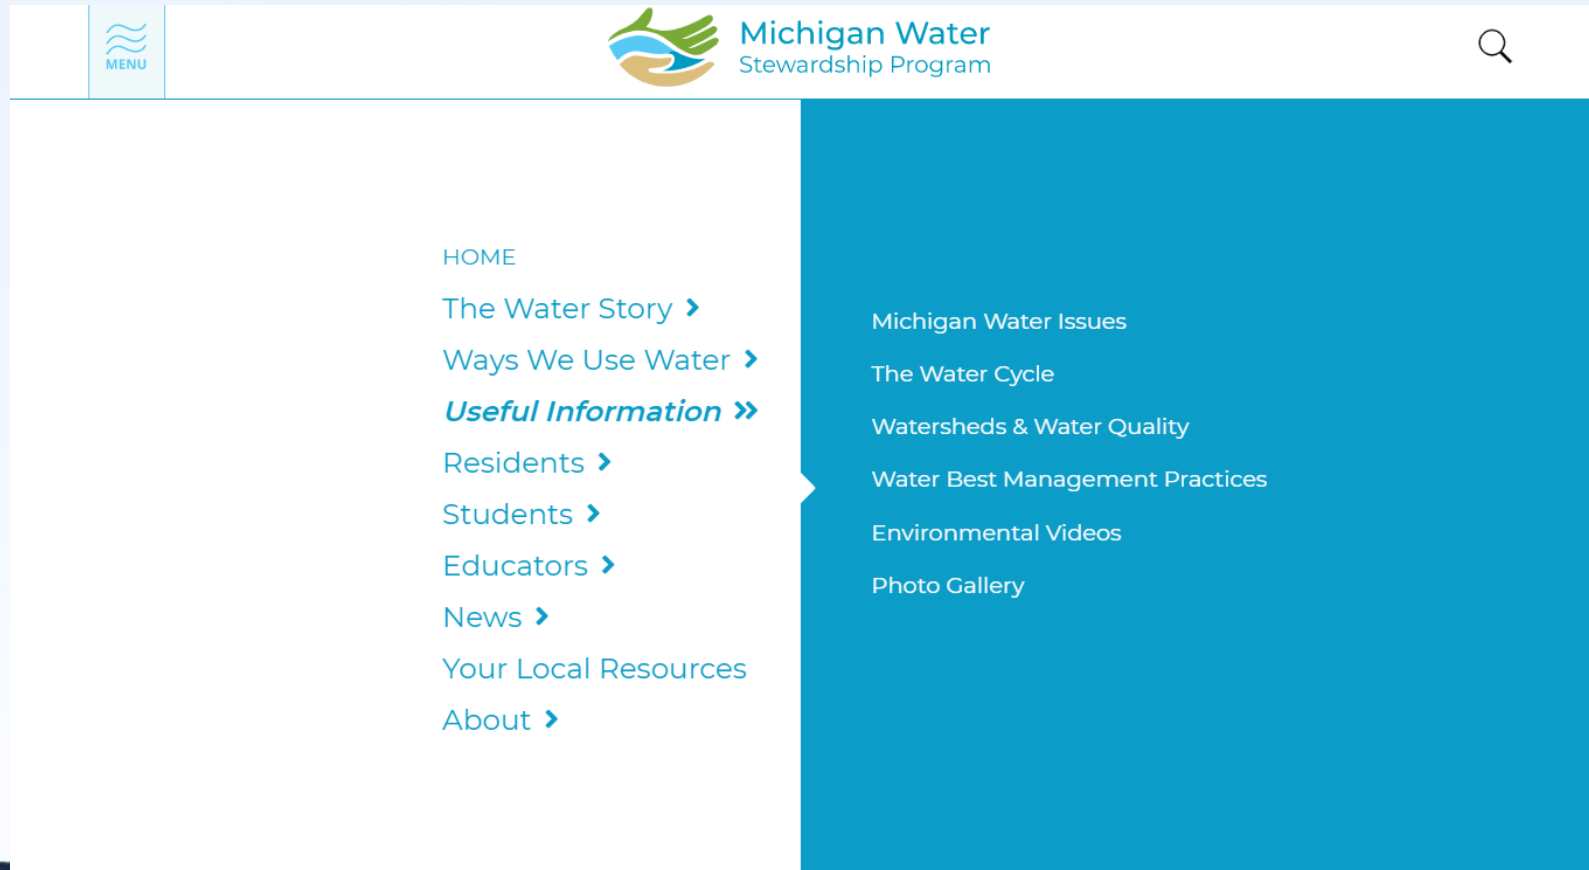 MENU
Michigan Water
Stewardship Program
HOME
The Water Story
Ways We Use Water
Useful Information
Residents
Students
Educators
News
Your Local Resources
About
Michigan Water Issues
The Water Cycle
Watersheds & Water Quality
Water Best Management Practices
Environmental Videos
Photo Gallery